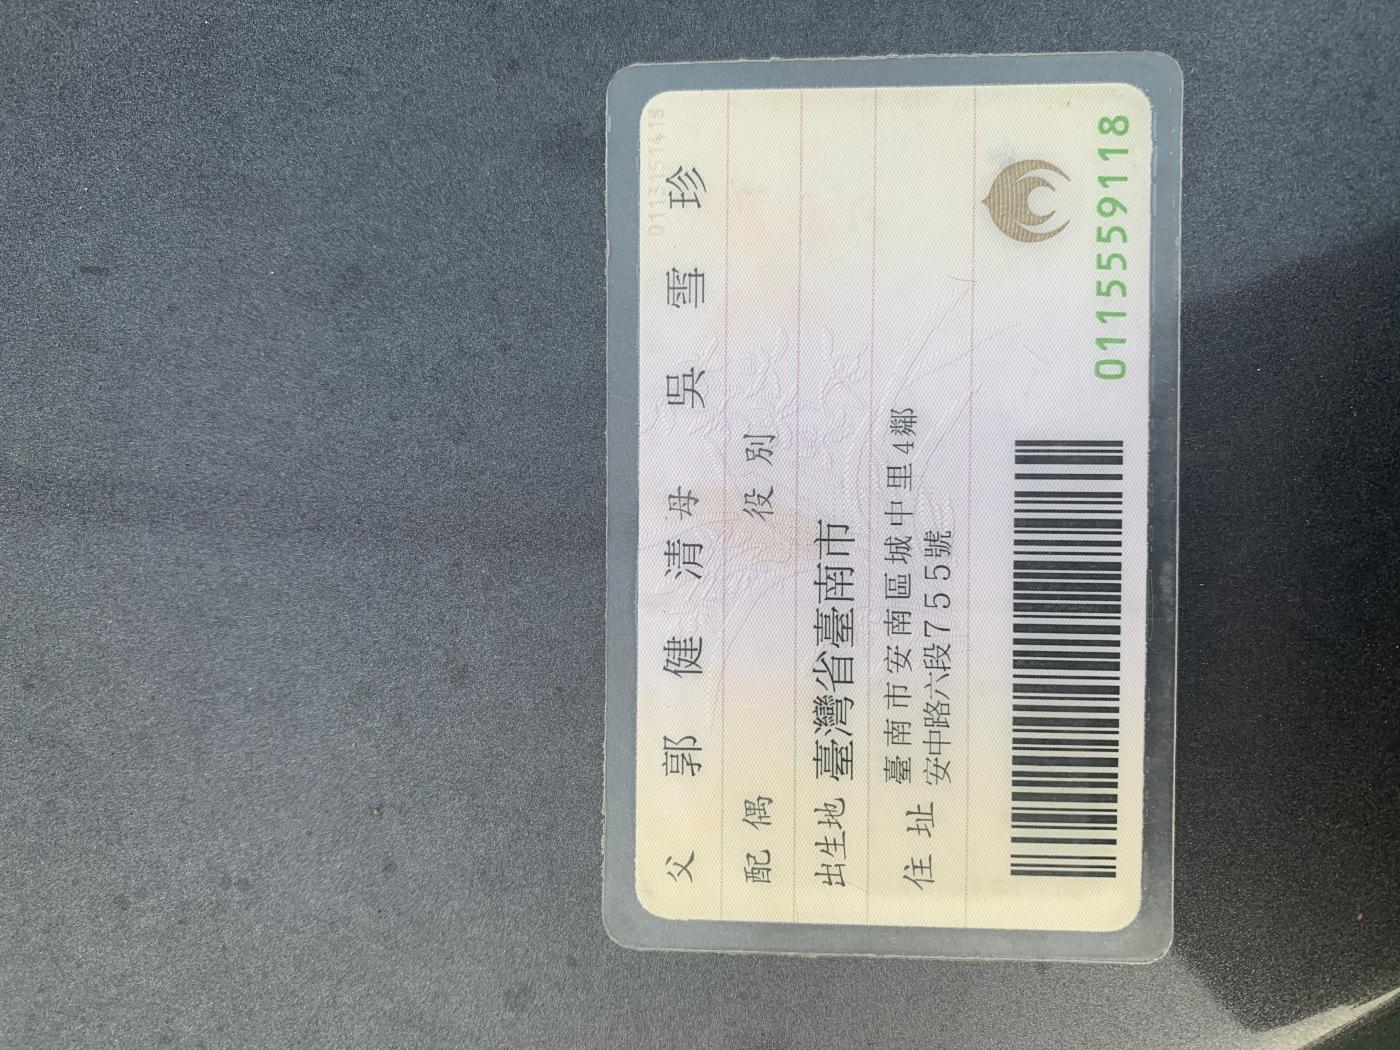 0113151418
父 郭健清 母 吳雪珍
配偶 役別
出生地 臺灣省臺南市
住址 臺南市安南區城中里4鄰
安中路六段755號
0115559118